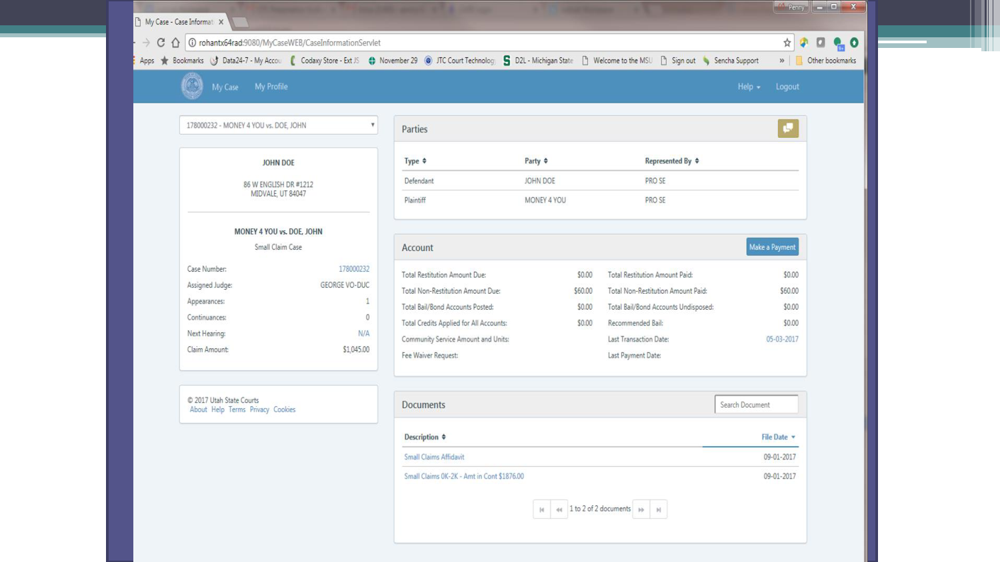 Penny
My Case - Case Informat X
rohantx64rad:9080/MyCaseWEB/CaseInformationServlet
Apps Bookmarks Data24-7 - My Accou Codaxy Store - Ext JS November 29 JTC Court Technolog D2L - Michigan State Welcome to the MSU Sign out Sencha Support » Other bookmarks
My Case My Profile Help Logout
178000232 - MONEY 4 YOU vs. DOE, JOHN
JOHN DOE
86 W ENGLISH DR #1212
MIDVALE, UT 84047
MONEY 4 YOU vs. DOE, JOHN
Small Claim Case
Case Number: 178000232
Assigned Judge: GEORGE VO-DUC
Appearances: 1
Continuances: 0
Next Hearing: N/A
Claim Amount: $1,045.00
© 2017 Utah State Courts
About Help Terms Privacy Cookies
Parties
Type Party Represented By
Defendant JOHN DOE PRO SE
Plaintiff MONEY 4 YOU PRO SE
Account Make a Payment
Total Restitution Amount Due: $0.00 Total Restitution Amount Paid: $0.00
Total Non-Restitution Amount Due: $60.00 Total Non-Restitution Amount Paid: $60.00
Total Bail/Bond Accounts Posted: $0.00 Total Bail/Bond Accounts Undisposed: $0.00
Total Credits Applied for All Accounts: $0.00 Recommended Bail: $0.00
Community Service Amount and Units: Last Transaction Date: 05-03-2017
Fee Waiver Request: Last Payment Date:
Documents Search Document
Description File Date
Small Claims Affidavit 09-01-2017
Small Claims 0K-2K - Amt in Cont $1876.00 09-01-2017
1 to 2 of 2 documents